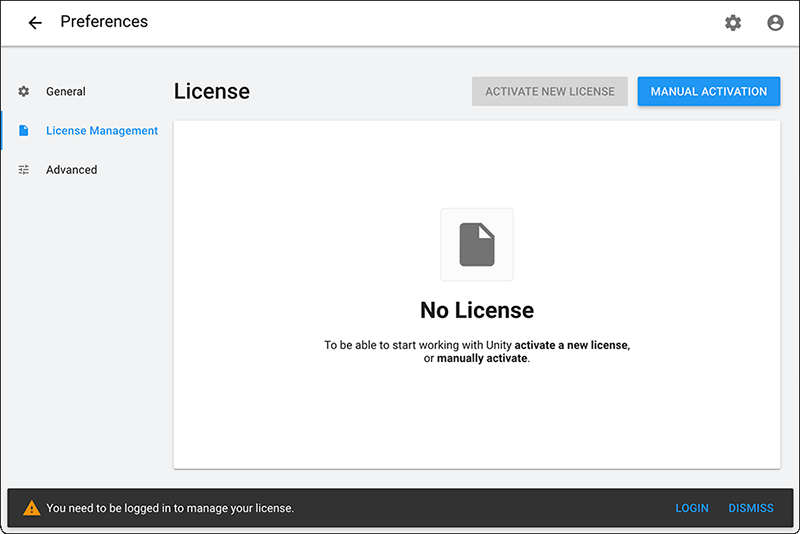 Preferences
General
License Management
Advanced
License
ACTIVATE NEW LICENSE
MANUAL ACTIVATION
No License
To be able to start working with Unity activate a new license,
or manually activate.
You need to be logged in to manage your license.
LOGIN
DISMISS